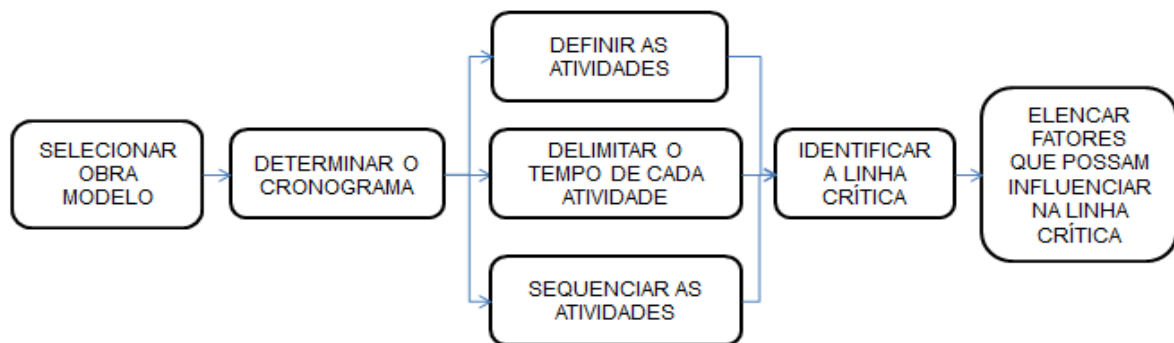 SELECIONAR
OBRA
MODELO
DETERMINAR O
CRONOGRAMA
DEFINIR AS
ATIVIDADES
DELIMITAR O
TEMPO DE CADA
ATIVIDADE
SEQUENCIAR AS
ATIVIDADES
IDENTIFICAR
A LINHA
CRÍTICA
ELENCAR
FATORES
QUE POSSAM
INFLUENCIAR
NA LINHA
CRÍTICA